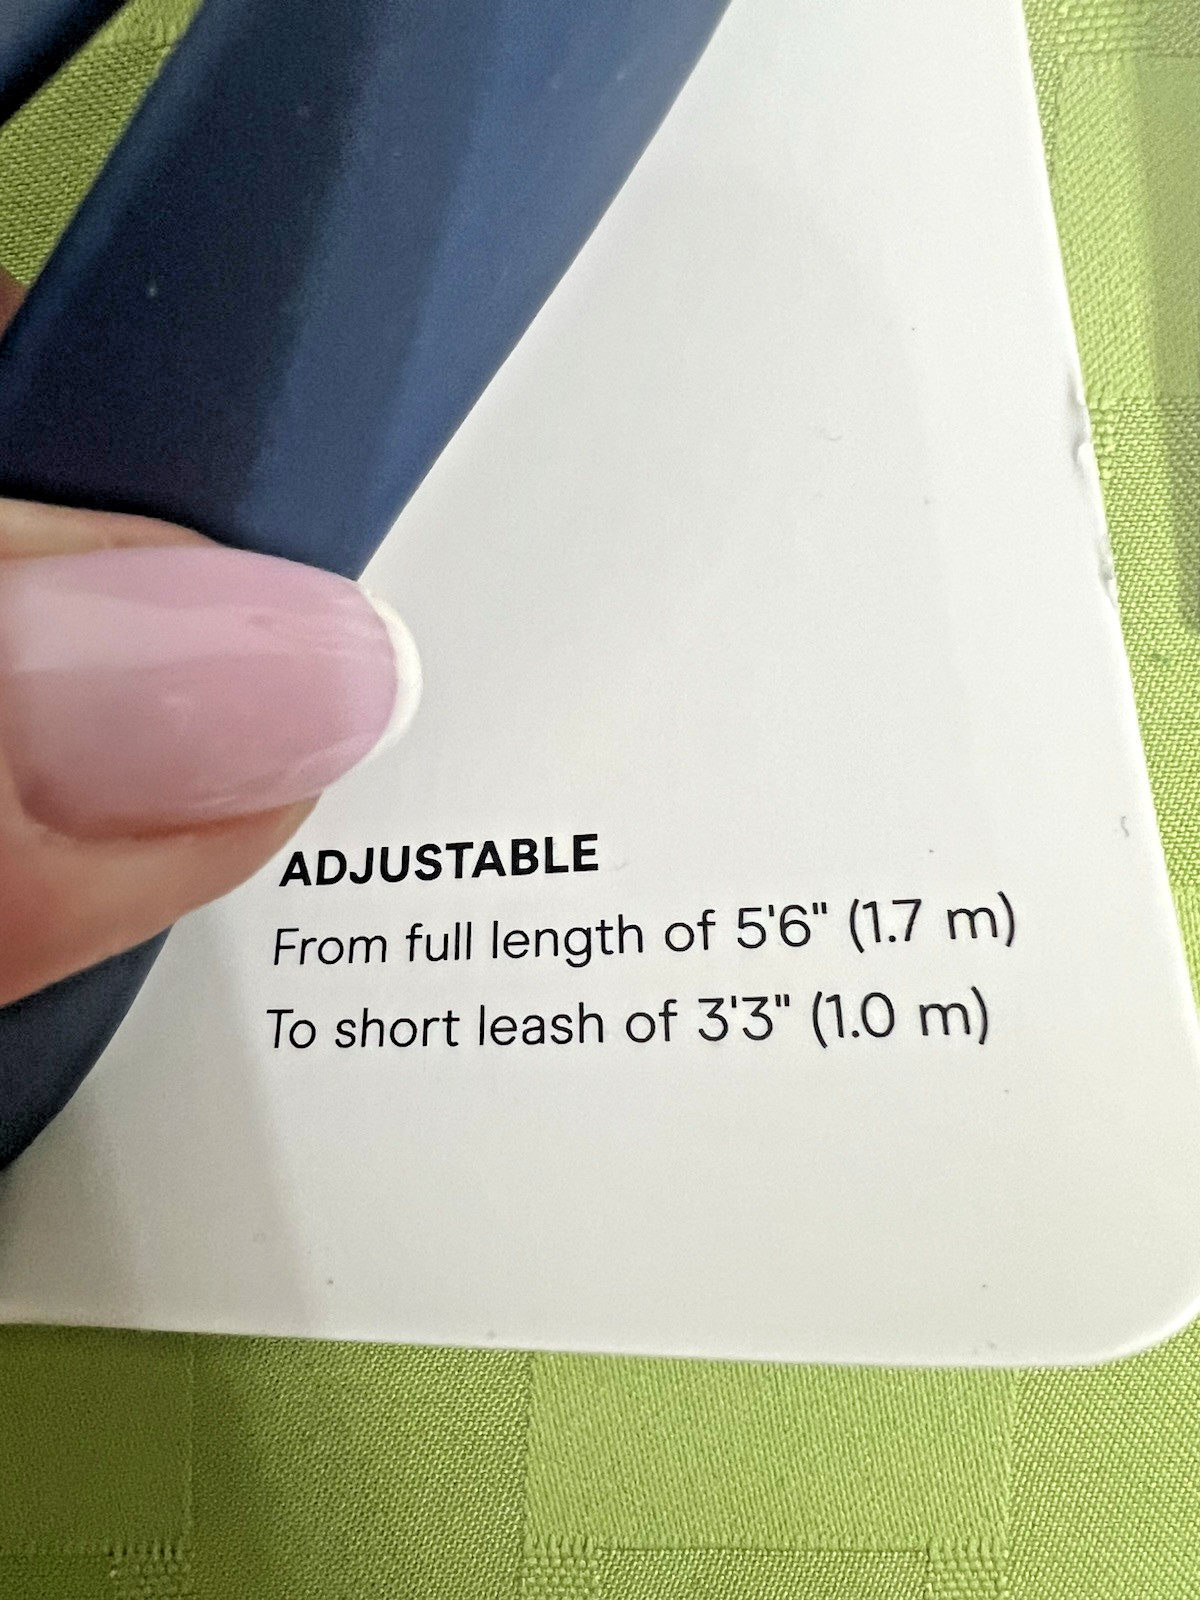 ADJUSTABLE
From full length of 5'6" (1.7 m)
To short leash of 3'3" (1.0 m)